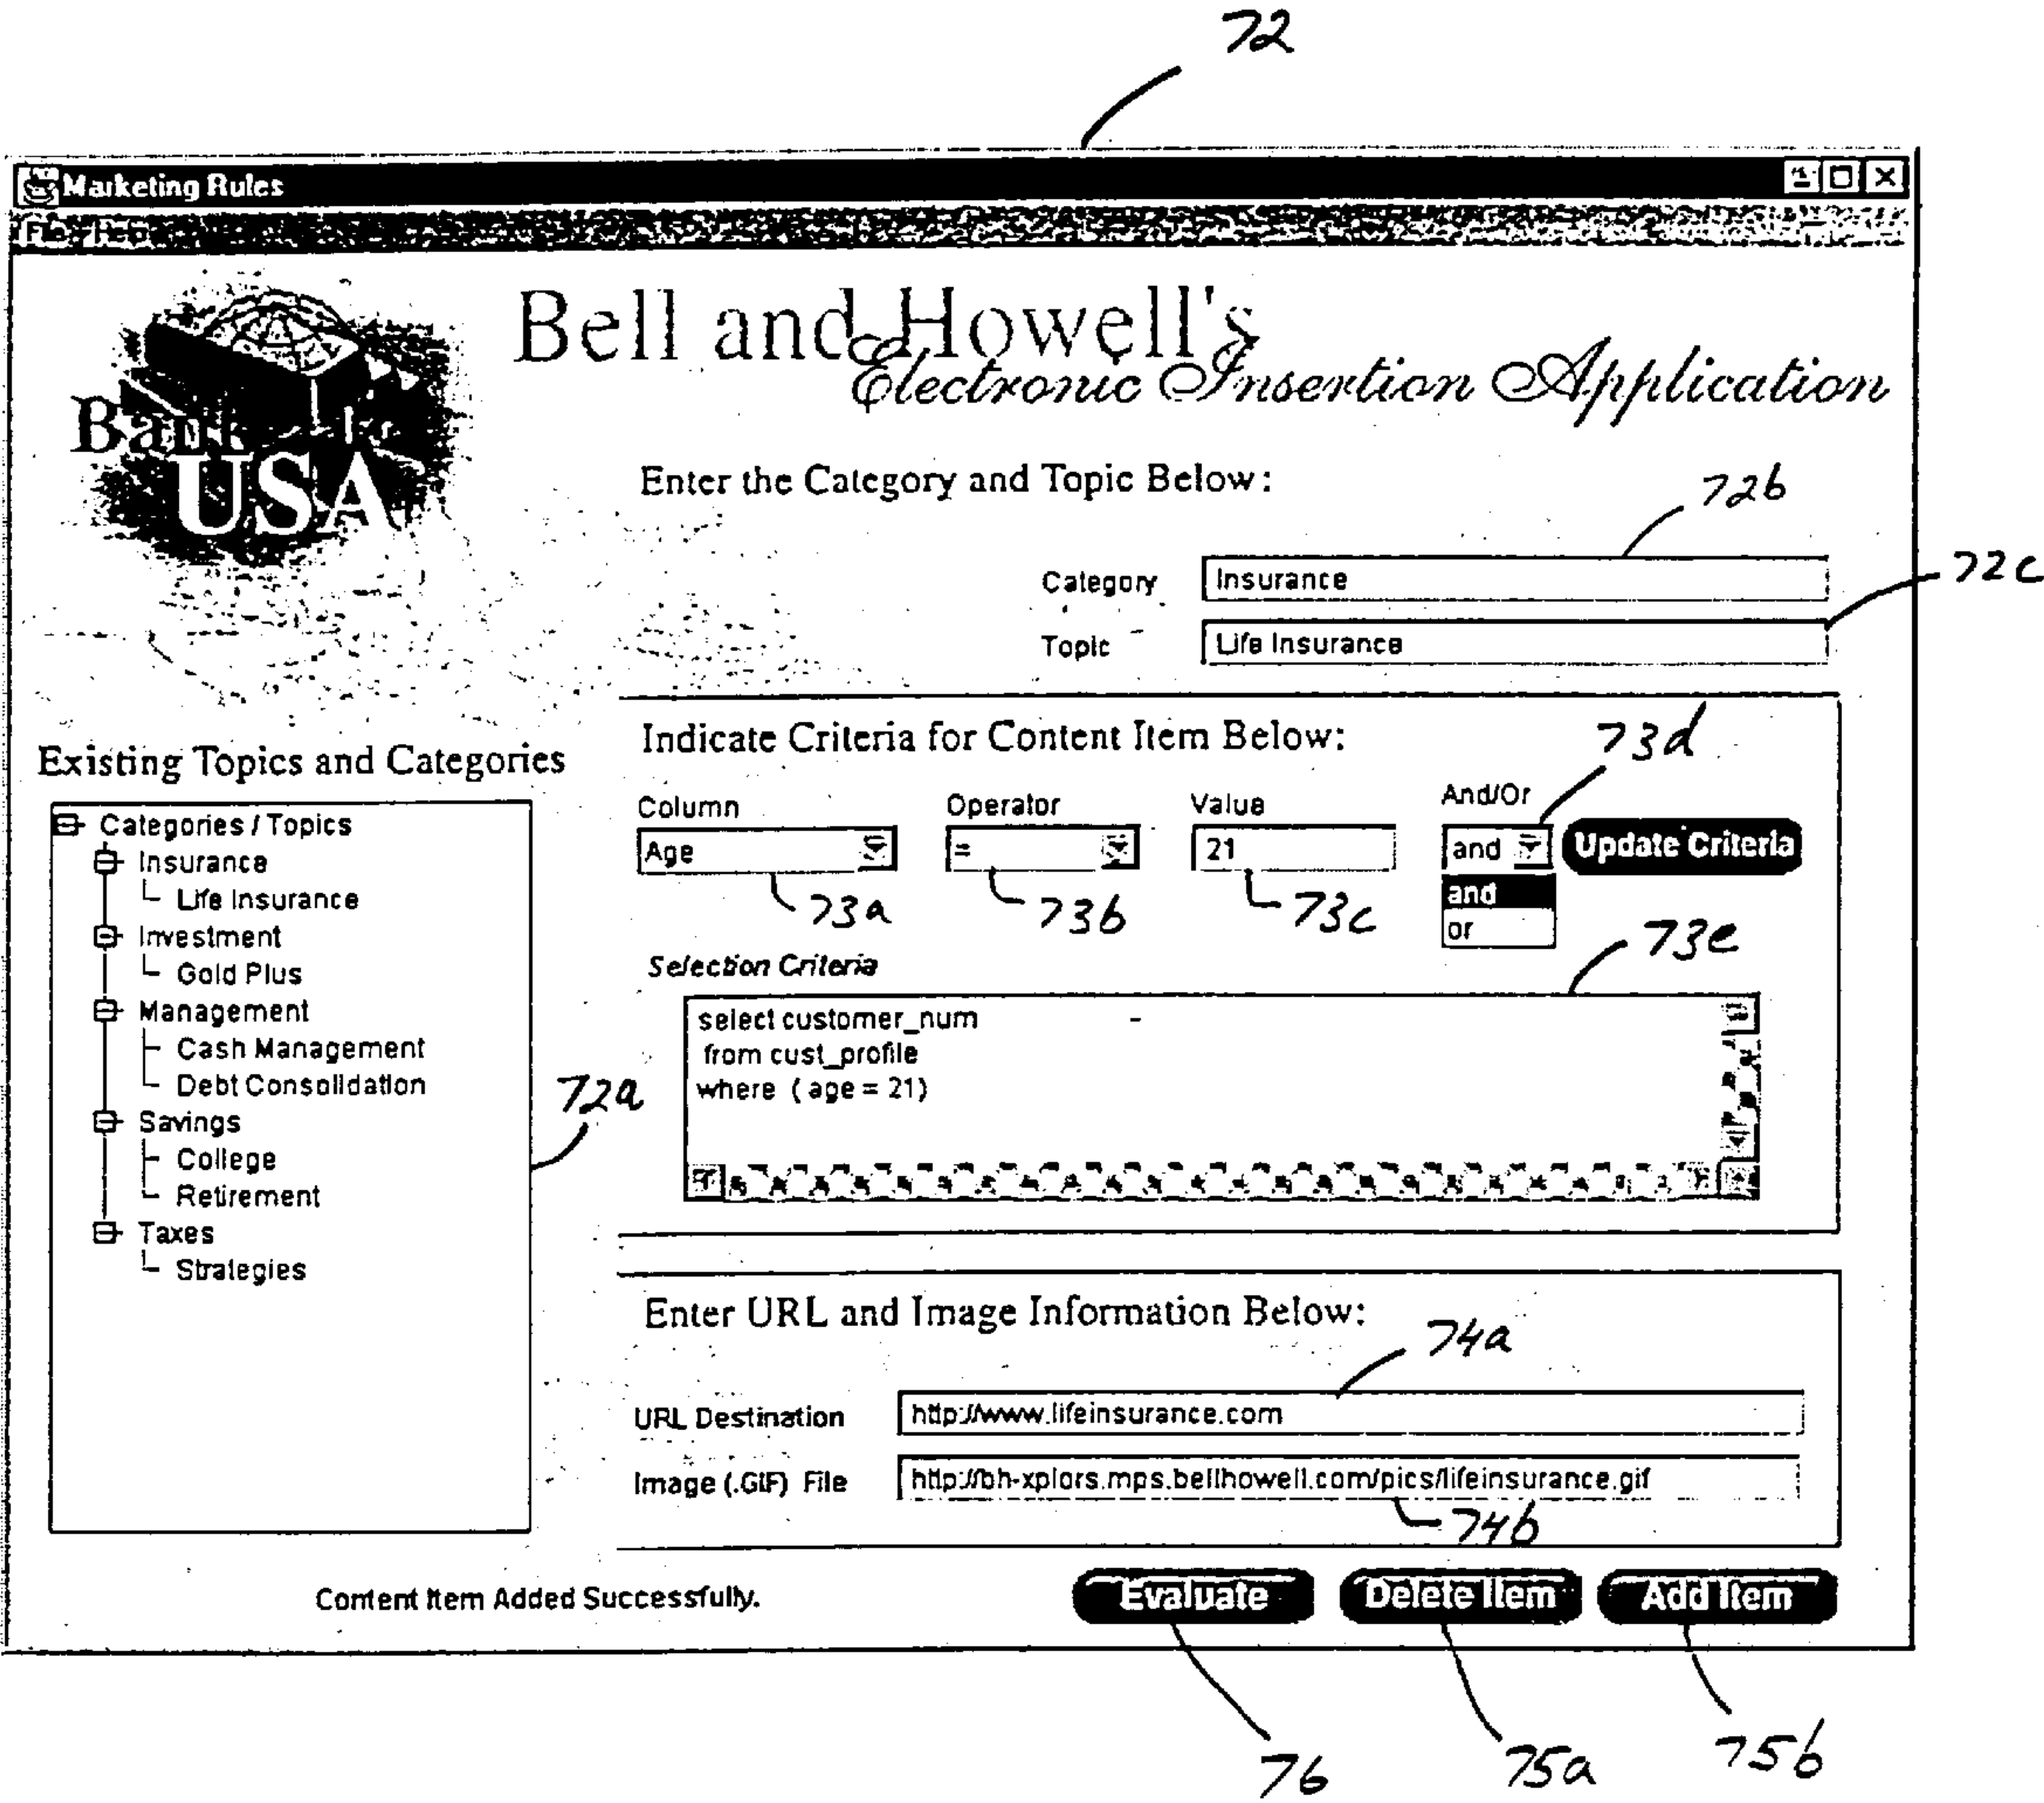 72
Marketing Rules
File Help
Bank
USA
Bell and Howell's
Electronic Insertion Application
Enter the Category and Topic Below:
72b
Category Insurance
72c
Topic Life Insurance
Existing Topics and Categories
Categories / Topics
Insurance
Life Insurance
Investment
Gold Plus
Management
Cash Management
Debt Consolidation
Savings
College
Retirement
Taxes
Strategies
72a
Indicate Criteria for Content Item Below:
73d
Column Operator Value And/Or
Age = 21 and Update Criteria
and
or
73a 73b 73c
73e
Selection Criteria
select customer_num
from cust_profile
where ( age = 21)
Enter URL and Image Information Below:
74a
URL Destination http://www.lifeinsurance.com
Image (.GIF) File http://bh-xplors.mps.bellhowell.com/pics/lifeinsurance.gif
74b
Content Item Added Successfully.
Evaluate Delete Item Add Item
76 75a 75b